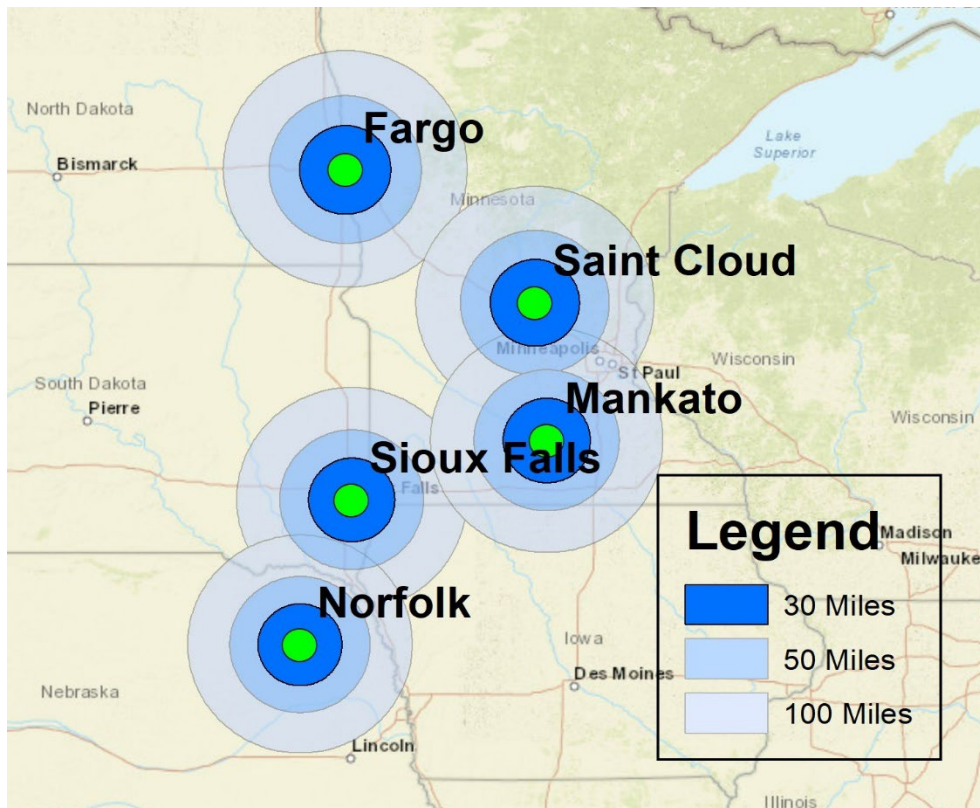 North Dakota
Bismarck
Fargo
Minnesota
Lake
Superior
Saint Cloud
Minneapolis
St Paul
Wisconsin
South Dakota
Pierre
Mankato
Wisconsin
Sioux Falls
Falls
Legend
Madison
Milwauke
30 Miles
50 Miles
100 Miles
Norfolk
Iowa
Des Moines
Nebraska
Lincoln
Illinois